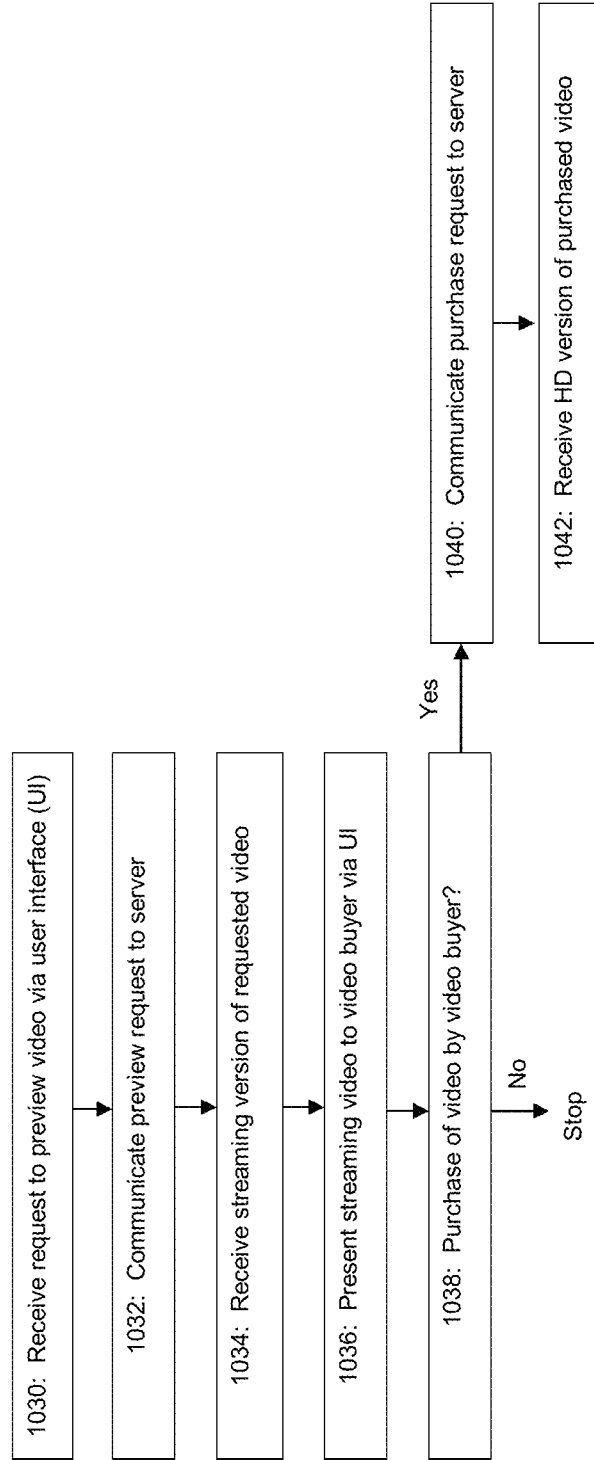 1030: Receive request to preview video via user interface (UI)
1032: Communicate preview request to server
1034: Receive streaming version of requested video
1036: Present streaming video to video buyer via UI
1038: Purchase of video by video buyer?
Yes
No
Stop
1040: Communicate purchase request to server
1042: Receive HD version of purchased video